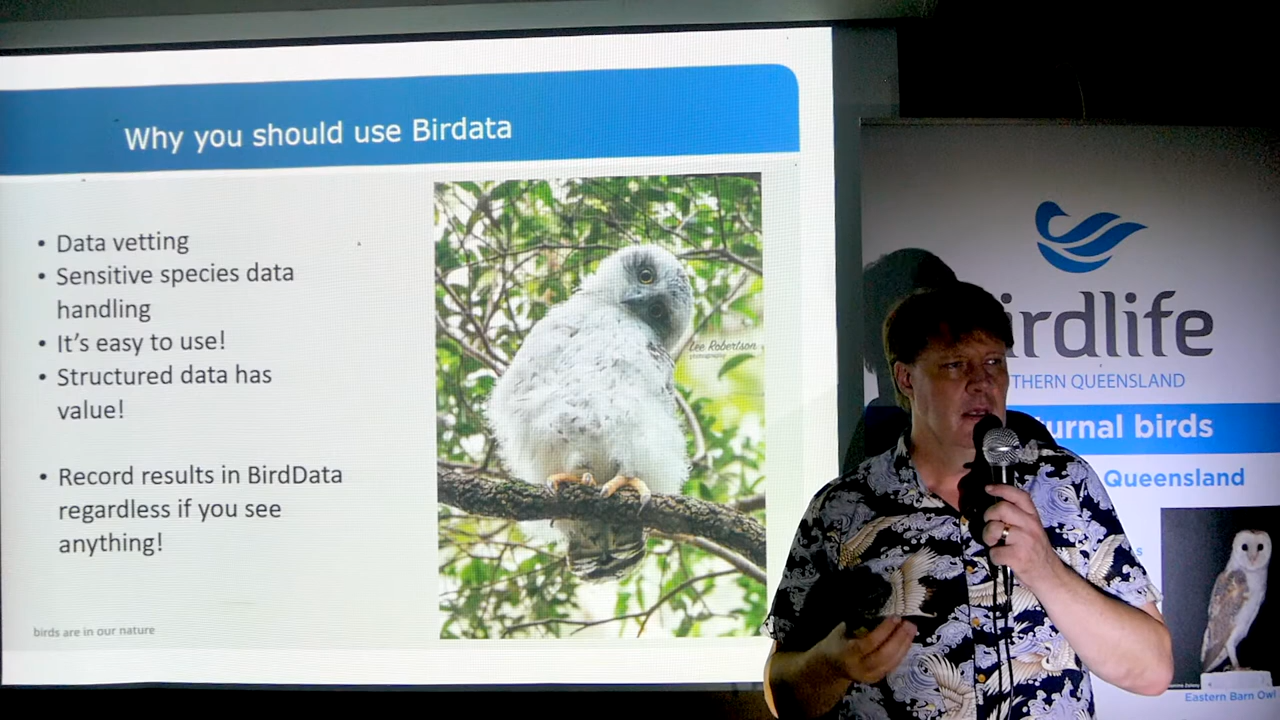 Why you should use Birdata
• Data vetting
• Sensitive species data
handling
• It's easy to use!
• Structured data has
value!
• Record results in BirdData
regardless if you see
anything!
Lee Robertson
photography
birds are in our nature
irdlife
THERN QUEENSLAND
urnal birds
Queensland
Eastern Barn Owl